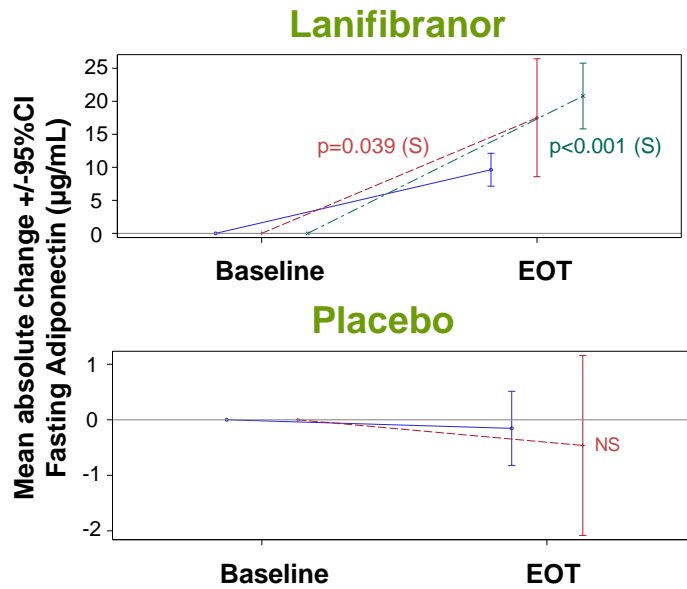 Lanifibranor
Mean absolute change +/-95%CI
Fasting Adiponectin (µg/mL)
25
20
15
10
5
0
p=0.039 (S)
p<0.001 (S)
Baseline
EOT
Placebo
1
0
-1
-2
NS
Baseline
EOT